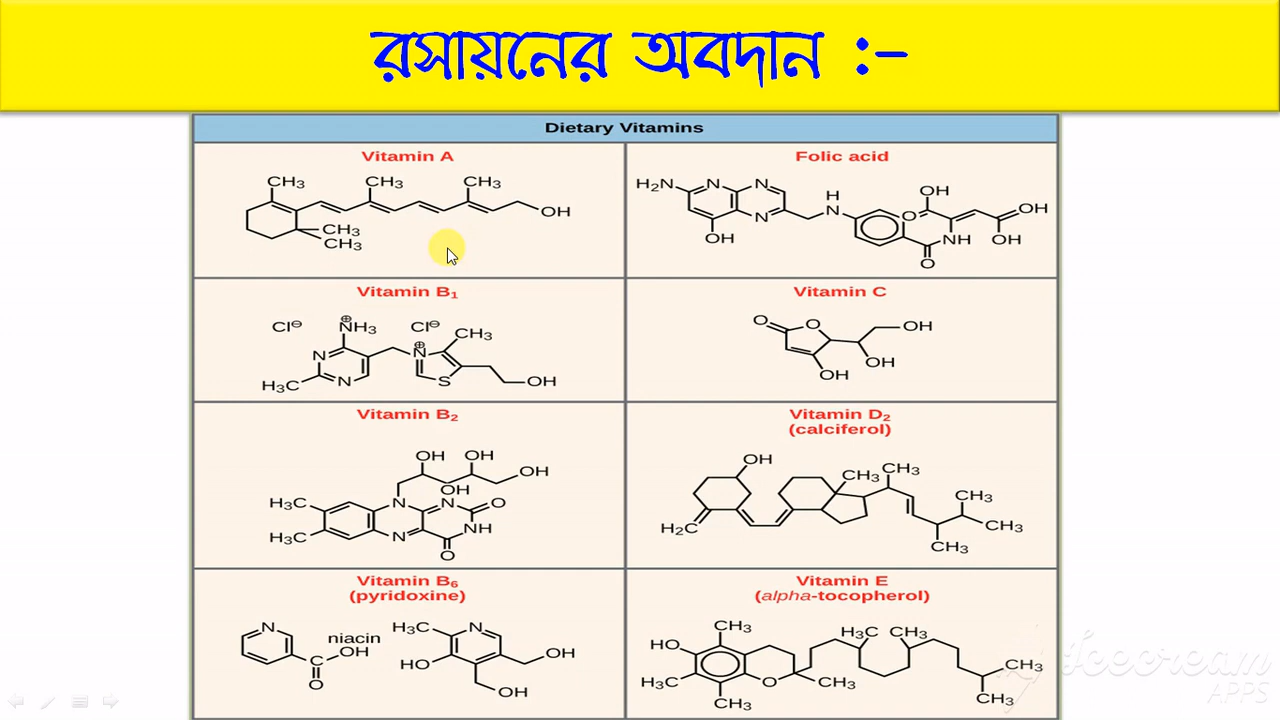 রসায়নের অবদান :-
Dietary Vitamins
Vitamin A
CH₃ CH₃ CH₃
OH
CH₃
CH₃
Folic acid
H₂N N N H OH
N N O OH
OH NH OH
O
Vitamin B₁
Cl⊖ ⊕ NH₃ Cl⊖ CH₃
N ⊕ N
H₃C N S OH
Vitamin C
O O OH
OH
OH
Vitamin B₂
OH OH OH
OH
H₃C N N O
H₃C N NH
O
Vitamin D₂
(calciferol)
OH CH₃ CH₃
CH₃
H₂C CH₃
CH₃
Vitamin B₆
(pyridoxine)
N niacin
OH
O
H₃C N
HO OH
OH
Vitamin E
(alpha-tocopherol)
CH₃ H₃C CH₃
HO
CH₃
H₃C O CH₃
CH₃ CH₃
Icecream
APPS